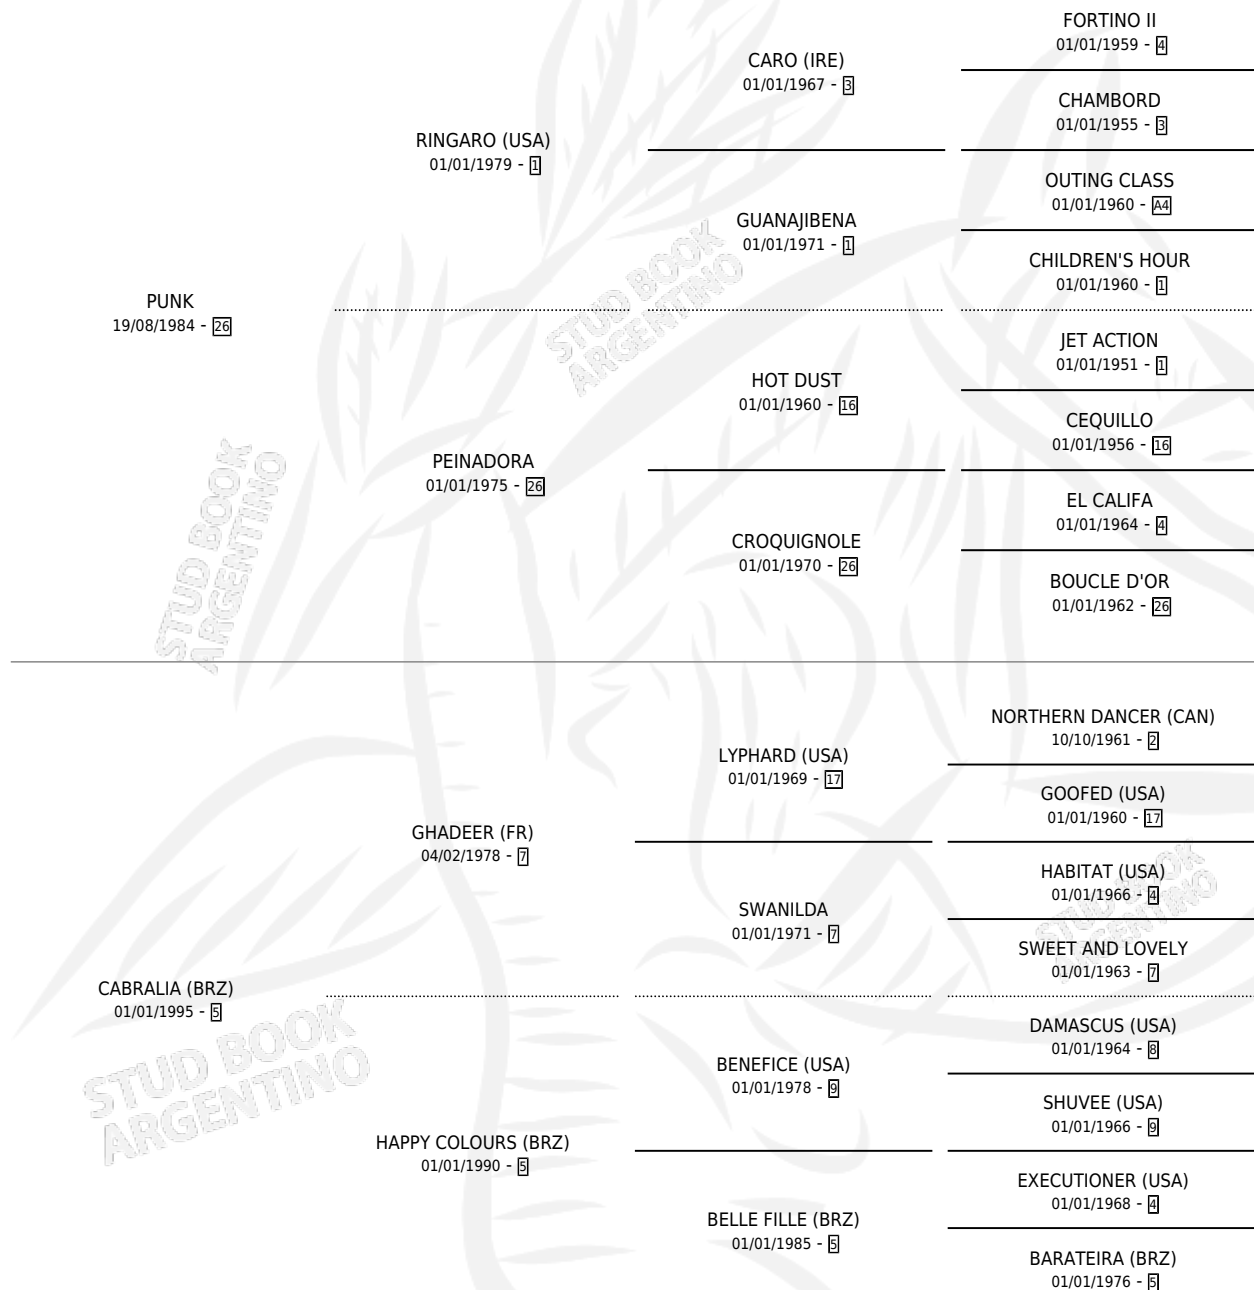 FORTINO II
01/01/1959 - 4
CARO (IRE)
01/01/1967 - 3
CHAMBORD
01/01/1955 - 3
RINGARO (USA)
01/01/1979 - 1
OUTING CLASS
01/01/1960 - A4
GUANAJIBENA
01/01/1971 - 1
CHILDREN'S HOUR
01/01/1960 - 1
PUNK
19/08/1984 - 26
JET ACTION
01/01/1951 - 1
HOT DUST
01/01/1960 - 16
CEQUILLO
01/01/1956 - 16
PEINADORA
01/01/1975 - 26
EL CALIFA
01/01/1964 - 4
CROQUIGNOLE
01/01/1970 - 26
BOUCLE D'OR
01/01/1962 - 26
STUD BOOK
ARGENTINO
STUD BOOK
ARGENTINO
NORTHERN DANCER (CAN)
10/10/1961 - 2
LYPHARD (USA)
01/01/1969 - 17
GOOFED (USA)
01/01/1960 - 17
GHADEER (FR)
04/02/1978 - 7
HABITAT (USA)
01/01/1966 - 4
SWANILDA
01/01/1971 - 7
SWEET AND LOVELY
01/01/1963 - 7
CABRALIA (BRZ)
01/01/1995 - 5
DAMASCUS (USA)
01/01/1964 - 8
BENEFICE (USA)
01/01/1978 - 9
SHUVEE (USA)
01/01/1966 - 9
HAPPY COLOURS (BRZ)
01/01/1990 - 5
EXECUTIONER (USA)
01/01/1968 - 4
BELLE FILLE (BRZ)
01/01/1985 - 5
BARATEIRA (BRZ)
01/01/1976 - 5
STUD BOOK
ARGENTINO
STUD BOOK
ARGENTINO